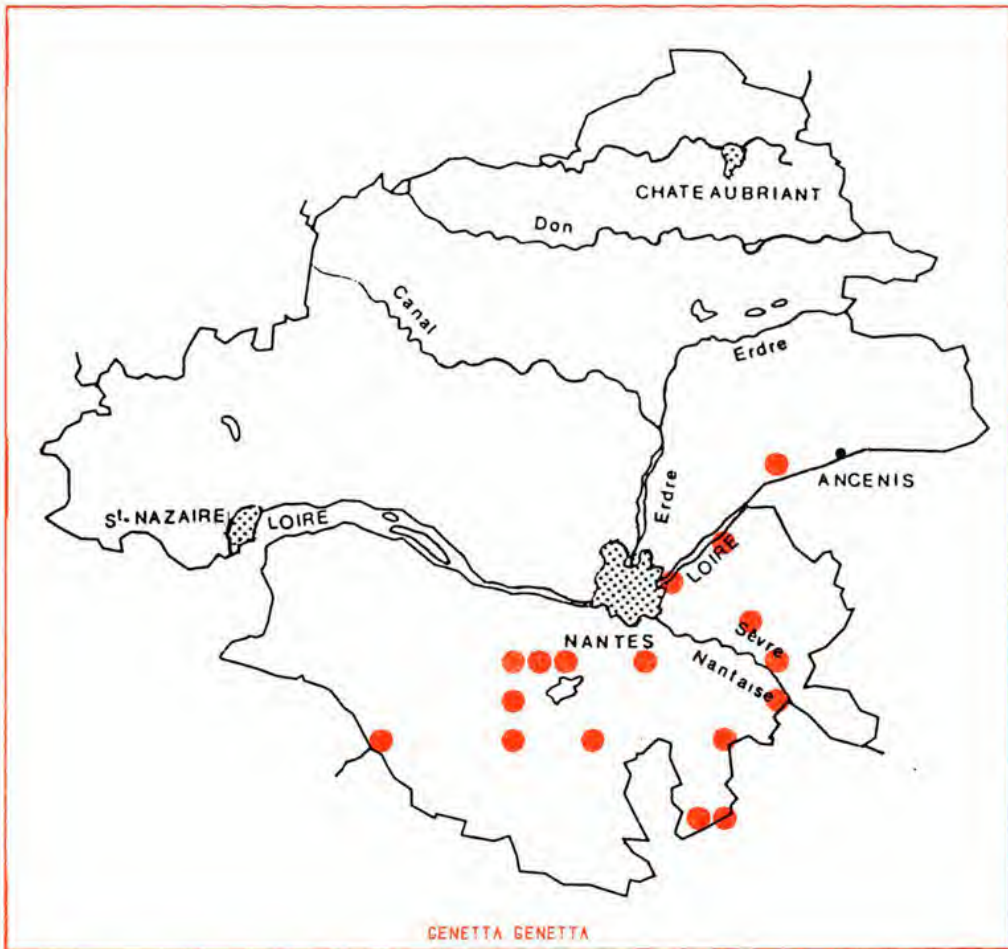 CHATEAUBRIANT
Don
Canal
Erdre
ANCENIS
Erdre
St-NAZAIRE
LOIRE
LOIRE
NANTES
Sèvre
Nantaise
GENETTA GENETTA